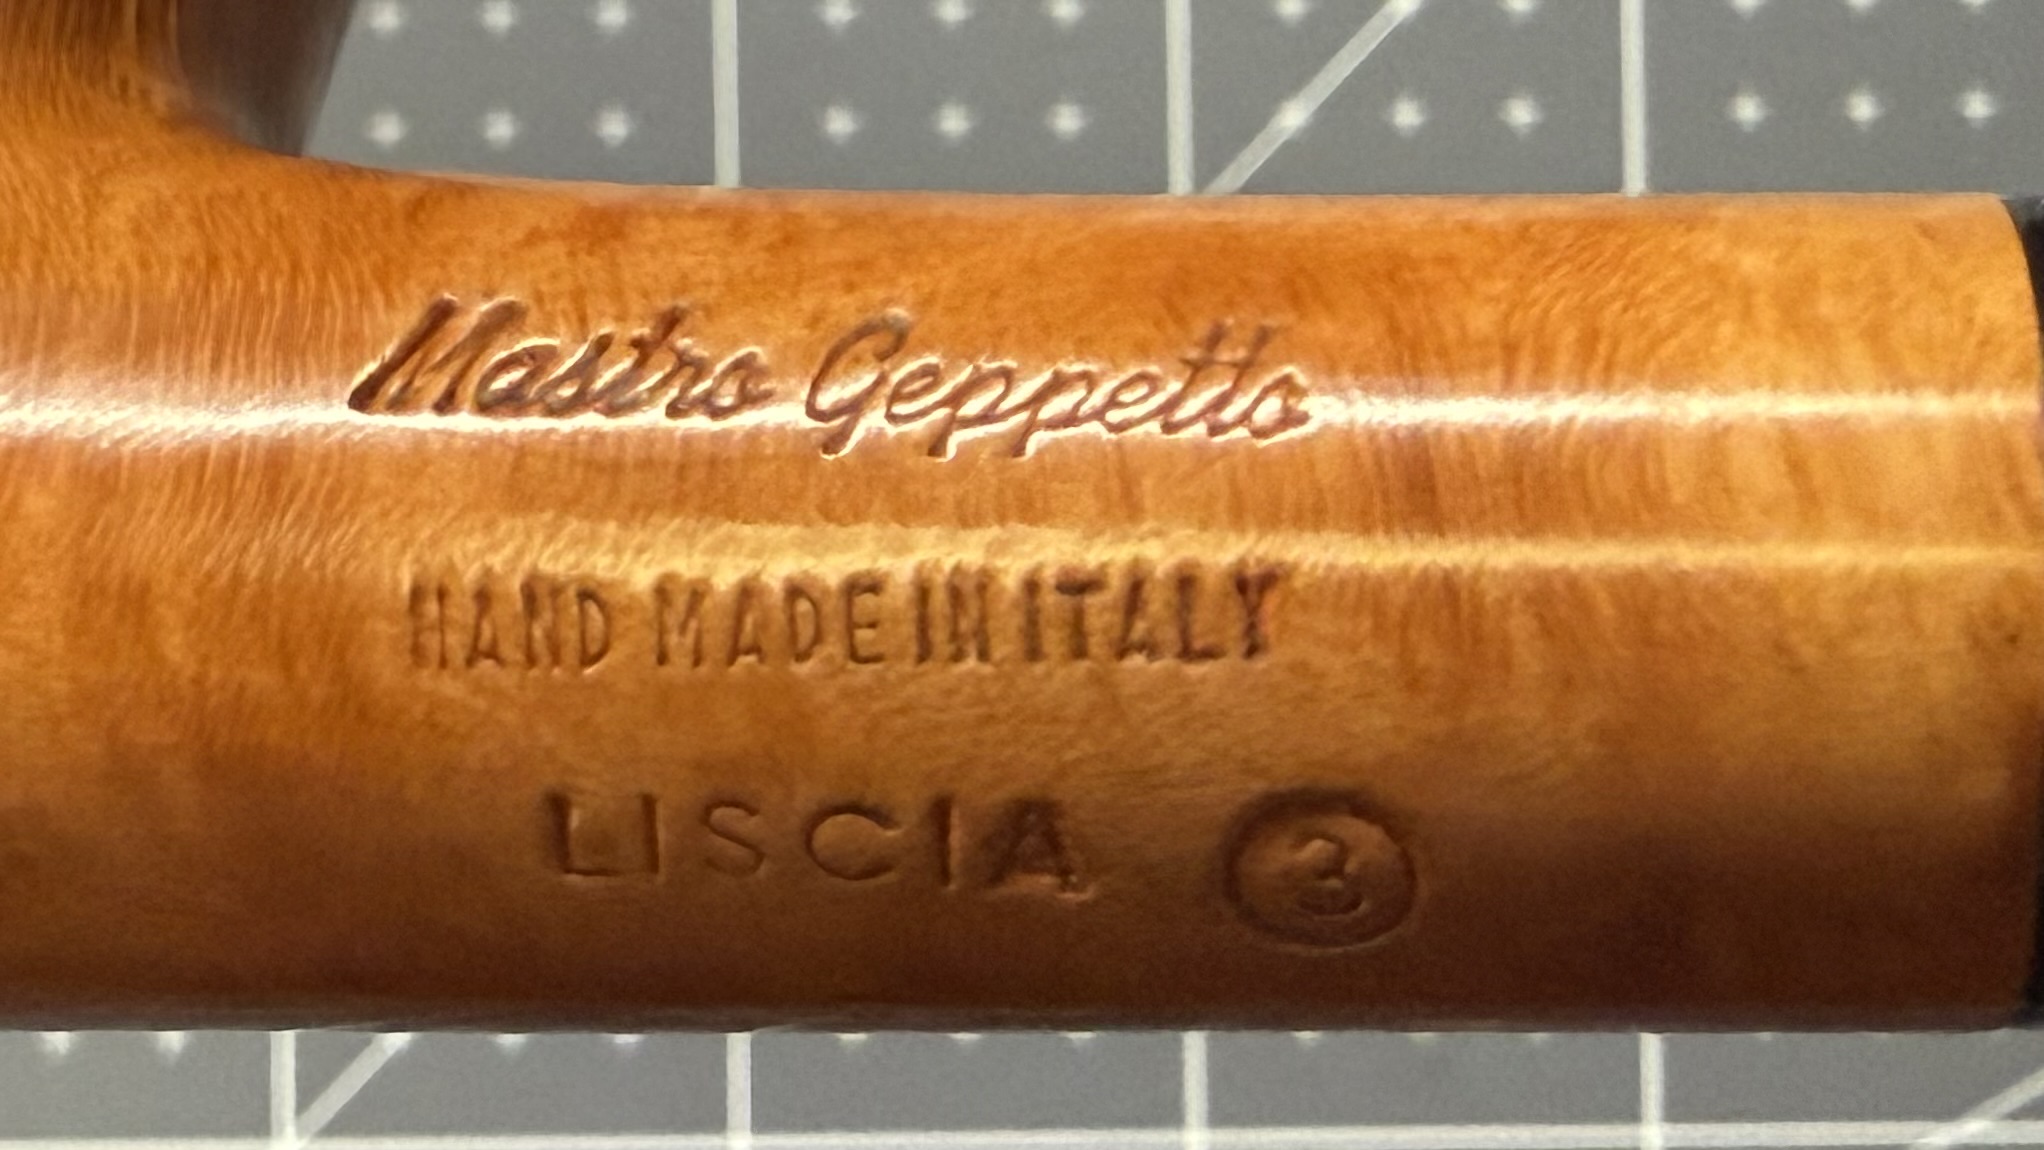 Mastro Geppetto
HAND MADE IN ITALY
LISCIA 3